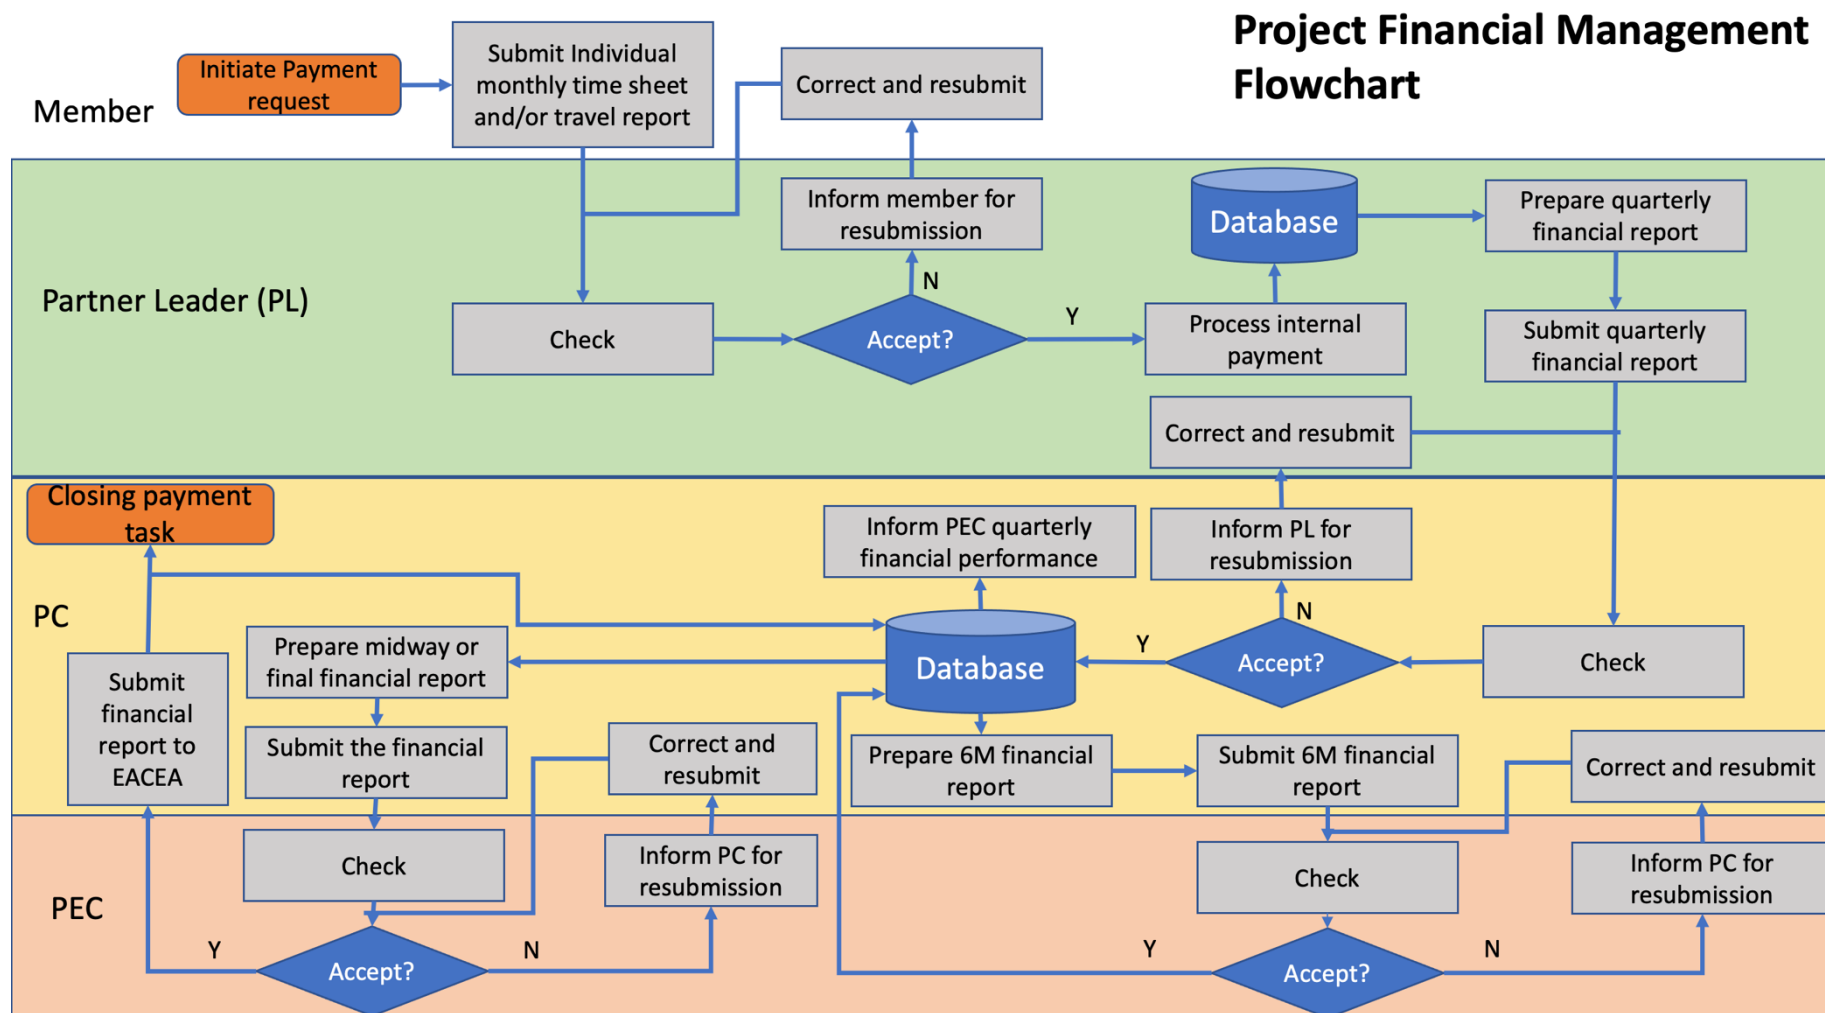 Project Financial Management
Flowchart
Member
Initiate Payment
request
Submit Individual
monthly time sheet
and/or travel report
Correct and resubmit
Partner Leader (PL)
Inform member for
resubmission
N
Check
Accept?
Y
Process internal
payment
Database
Prepare quarterly
financial report
Submit quarterly
financial report
Correct and resubmit
PC
Closing payment
task
Inform PEC quarterly
financial performance
Inform PL for
resubmission
N
Check
Accept?
Y
Database
Prepare midway or
final financial report
Submit
financial
report to
EACEA
Submit the financial
report
Correct and
resubmit
Prepare 6M financial
report
Submit 6M financial
report
Correct and resubmit
PEC
Check
Inform PC for
resubmission
Y
Accept?
N
Check
Inform PC for
resubmission
Y
Accept?
N